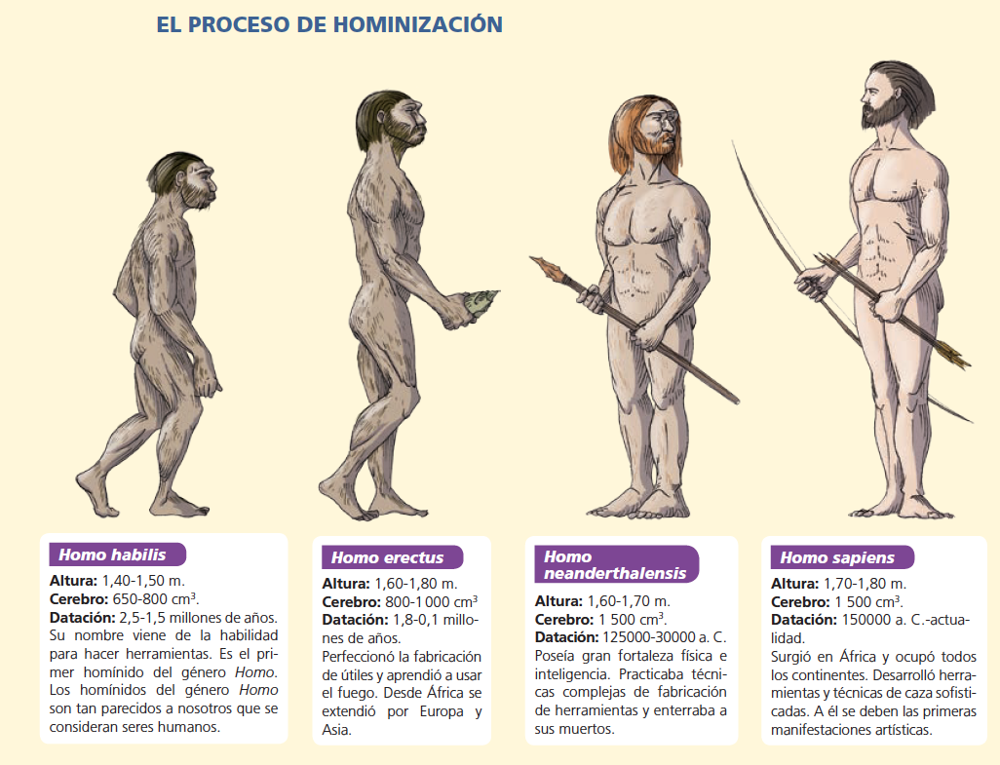 EL PROCESO DE HOMINIZACIÓN
Homo habilis
Altura: 1,40-1,50 m.
Cerebro: 650-800 cm³.
Datación: 2,5-1,5 millones de años.
Su nombre viene de la habilidad
para hacer herramientas. Es el pri-
mer homínido del género Homo.
Los homínidos del género Homo
son tan parecidos a nosotros que se
consideran seres humanos.
Homo erectus
Altura: 1,60-1,80 m.
Cerebro: 800-1 000 cm³
Datación: 1,8-0,1 millo-
nes de años.
Perfeccionó la fabricación
de útiles y aprendió a usar
el fuego. Desde África se
extendió por Europa y
Asia.
Homo
neanderthalensis
Altura: 1,60-1,70 m.
Cerebro: 1 500 cm³.
Datación: 125000-30000 a. C.
Poseía gran fortaleza física e
inteligencia. Practicaba técni-
cas complejas de fabricación
de herramientas y enterraba a
sus muertos.
Homo sapiens
Altura: 1,70-1,80 m.
Cerebro: 1 500 cm³.
Datación: 150000 a. C.-actua-
lidad.
Surgió en África y ocupó todos
los continentes. Desarrolló herra-
mientas y técnicas de caza sofisti-
cadas. A él se deben las primeras
manifestaciones artísticas.